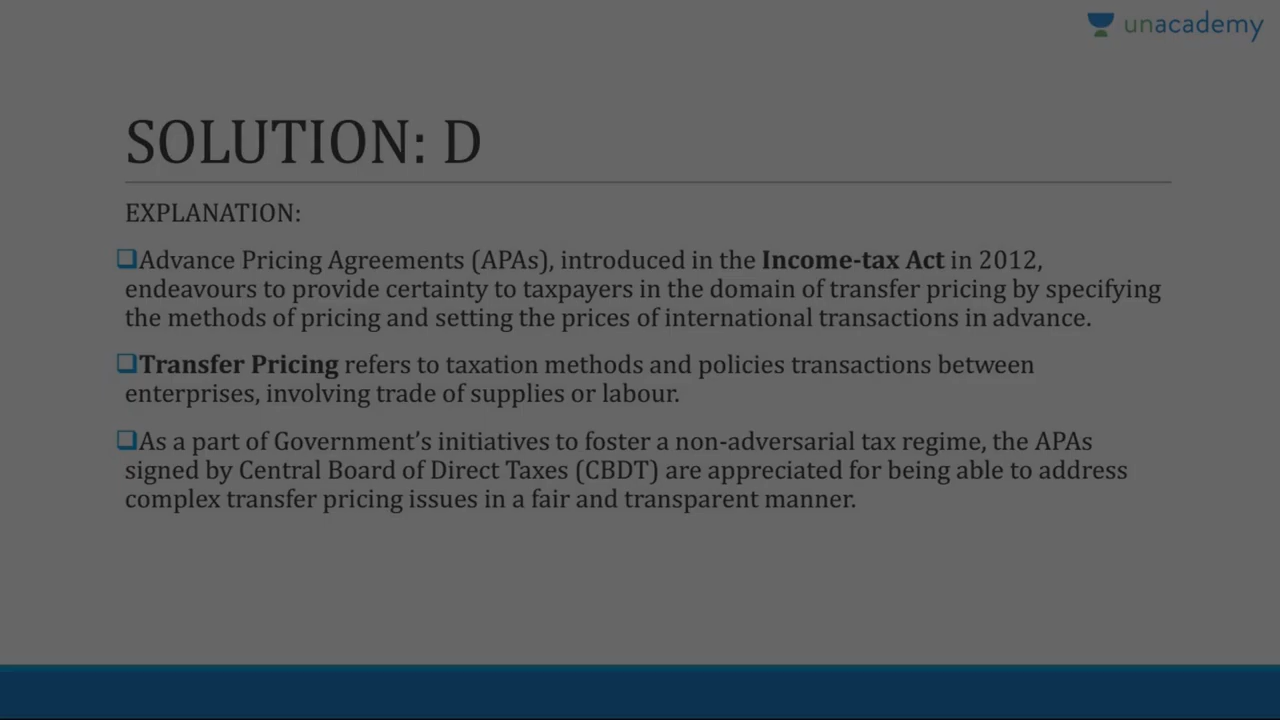 unacademy
SOLUTION: D
EXPLANATION:
Advance Pricing Agreements (APAs), introduced in the Income-tax Act in 2012,
endeavours to provide certainty to taxpayers in the domain of transfer pricing by specifying
the methods of pricing and setting the prices of international transactions in advance.
Transfer Pricing refers to taxation methods and policies transactions between
enterprises, involving trade of supplies or labour.
As a part of Government’s initiatives to foster a non-adversarial tax regime, the APAs
signed by Central Board of Direct Taxes (CBDT) are appreciated for being able to address
complex transfer pricing issues in a fair and transparent manner.